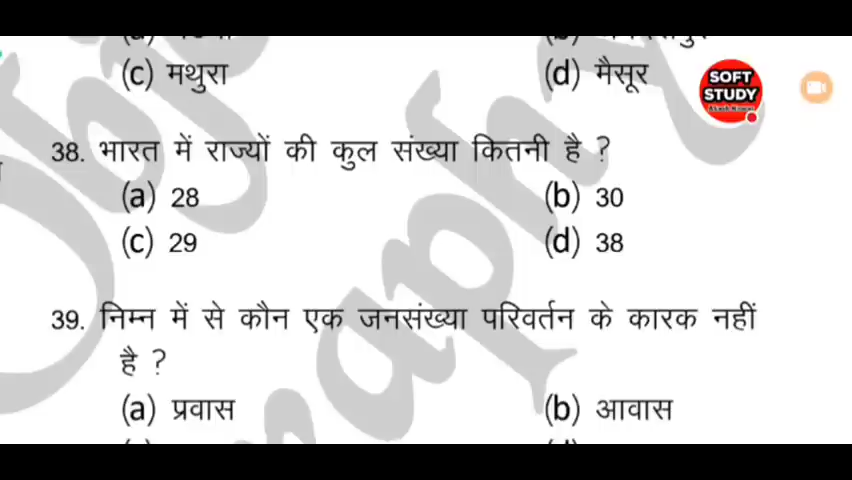 (c) मथुरा (d) मैसूर
SOFT
STUDY
38. भारत में राज्यों की कुल संख्या कितनी है ?
(a) 28 (b) 30
(c) 29 (d) 38
39. निम्न में से कौन एक जनसंख्या परिवर्तन के कारक नहीं
है ?
(a) प्रवास (b) आवास